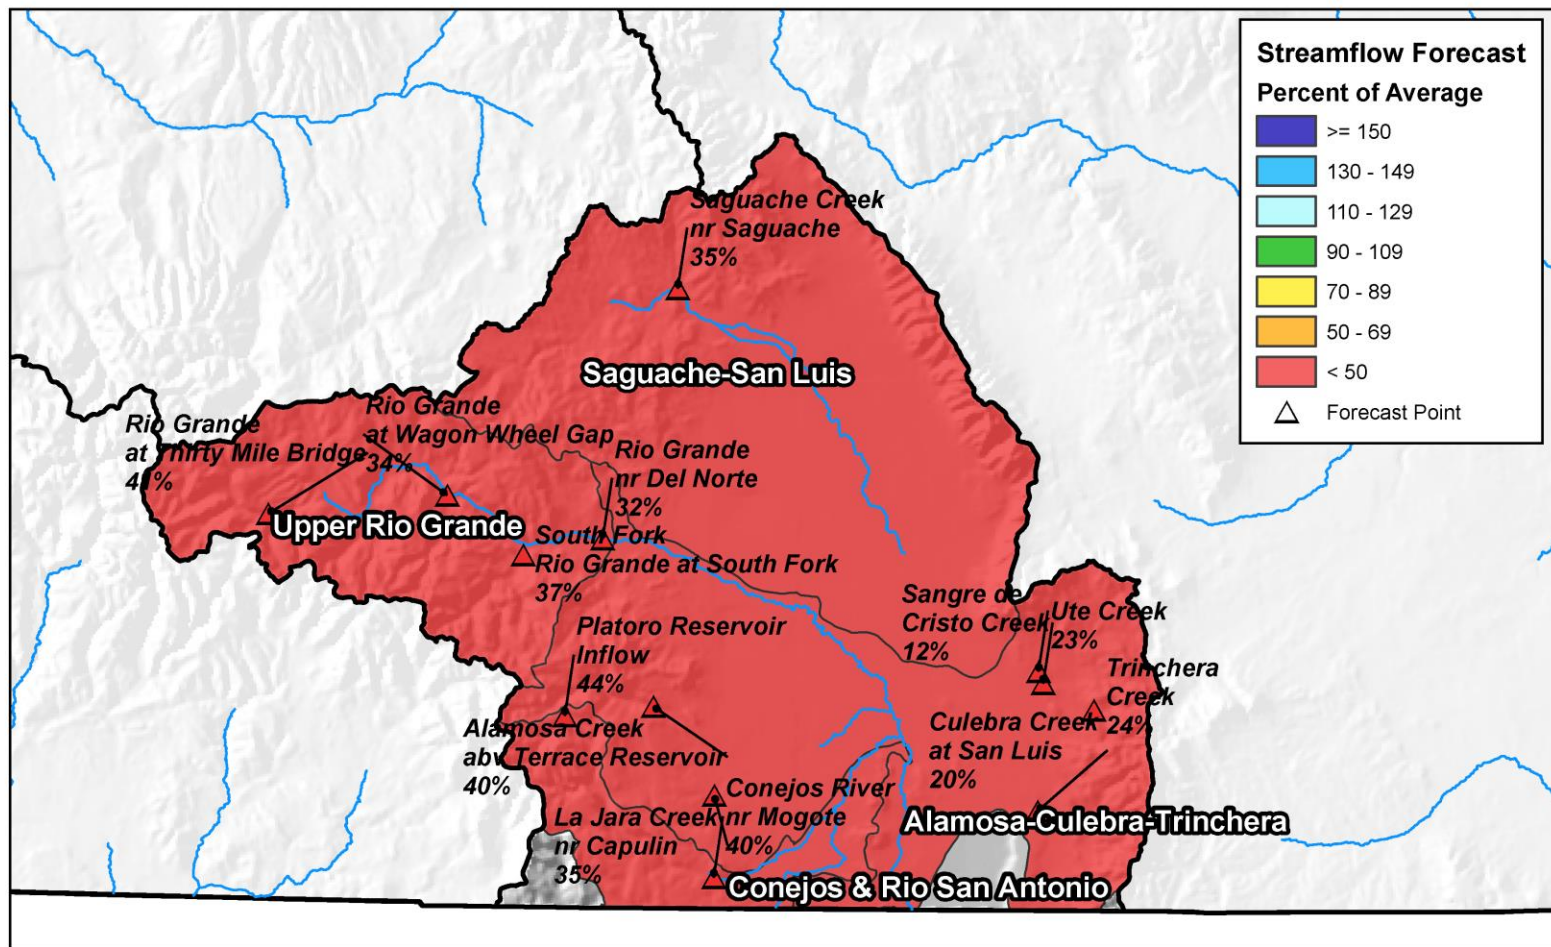 Streamflow Forecast
Percent of Average
>= 150
130 - 149
110 - 129
90 - 109
70 - 89
50 - 69
< 50
Forecast Point
Saguache Creek
nr Saguache
35%
Saguache-San Luis
Rio Grande
at Thirty Mile Bridge
Rio Grande
at Wagon Wheel Gap
34%
Rio Grande
nr Del Norte
32%
Upper Rio Grande
South Fork
Rio Grande at South Fork
37%
Platoro Reservoir
Inflow
44%
Sangre de
Cristo Creek
12%
Ute Creek
23%
Trinchera
Creek
24%
Alamosa Creek
abv Terrace Reservoir
40%
Culebra Creek
at San Luis
20%
Conejos River
nr Mogote
40%
La Jara Creek
nr Capulin
35%
Alamosa-Culebra-Trinchera
Conejos & Rio San Antonio